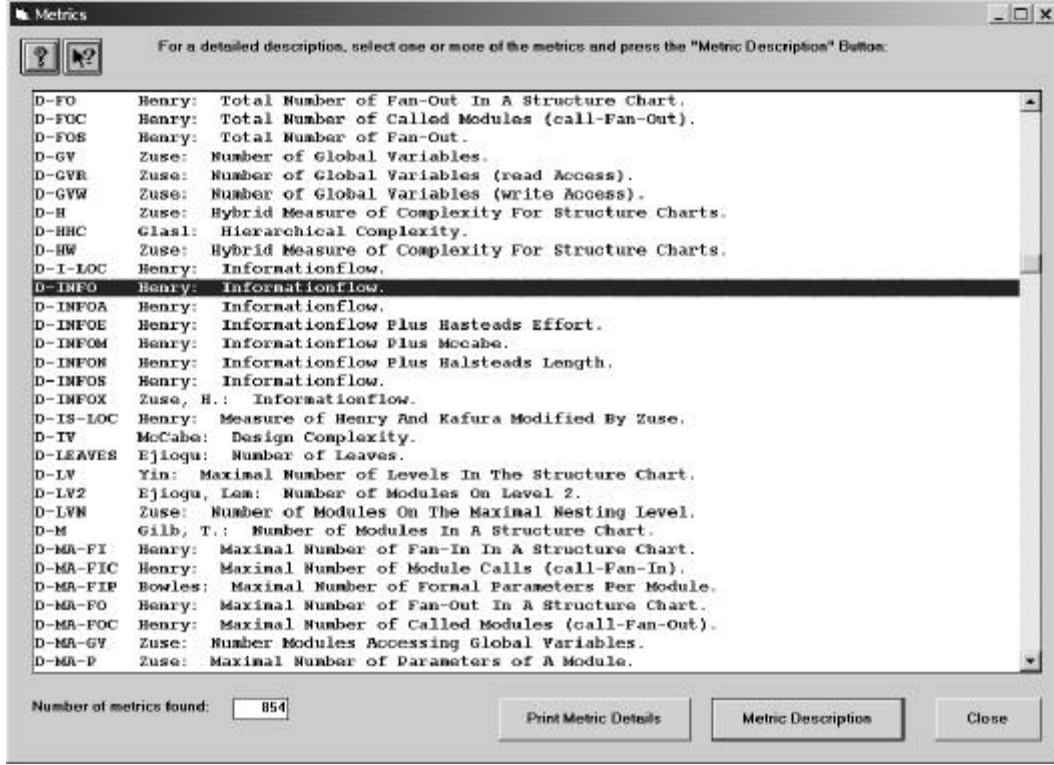 Metrics
For a detailed description, select one or more of the metrics and press the "Metric Description" Button:
D-FO Henry: Total Number of Fan-Out In A Structure Chart.
D-FOC Henry: Total Number of Called Modules (call-Fan-Out).
D-FOS Henry: Total Number of Fan-Out.
D-GV Zuse: Number of Global Variables.
D-GVR Zuse: Number of Global Variables (read Access).
D-GVW Zuse: Number of Global Variables (write Access).
D-H Zuse: Hybrid Measure of Complexity For Structure Charts.
D-HHC Glasl: Hierarchical Complexity.
D-HW Zuse: Hybrid Measure of Complexity For Structure Charts.
D-I-LOC Henry: Informationflow.
D-INFO Henry: Informationflow.
D-INFOA Henry: Informationflow.
D-INFOE Henry: Informationflow Plus Hasteads Effort.
D-INFOM Henry: Informationflow Plus Mccabe.
D-INFON Henry: Informationflow Plus Halsteads Length.
D-INFOS Henry: Informationflow.
D-INFOX Zuse, H.: Informationflow.
D-IS-LOC Henry: Measure of Henry And Kafura Modified By Zuse.
D-IV McCabe: Design Complexity.
D-LEAVES Ejiogu: Number of Leaves.
D-LV Yin: Maximal Number of Levels In The Structure Chart.
D-LV2 Ejiogu, Lem: Number of Modules On Level 2.
D-LVN Zuse: Number of Modules On The Maximal Nesting Level.
D-M Gilb, T.: Number of Modules In A Structure Chart.
D-MA-FI Henry: Maximal Number of Fan-In In A Structure Chart.
D-MA-FIC Henry: Maximal Number of Module Calls (call-Fan-In).
D-MA-FIP Bowles: Maximal Number of Formal Parameters Per Module.
D-MA-FO Henry: Maximal Number of Fan-Out In A Structure Chart.
D-MA-FOC Henry: Maximal Number of Called Modules (call-Fan-Out).
D-MA-GV Zuse: Number Modules Accessing Global Variables.
D-MA-P Zuse: Maximal Number of Parameters of A Module.
Number of metrics found: 854
Print Metric Details
Metric Description
Close